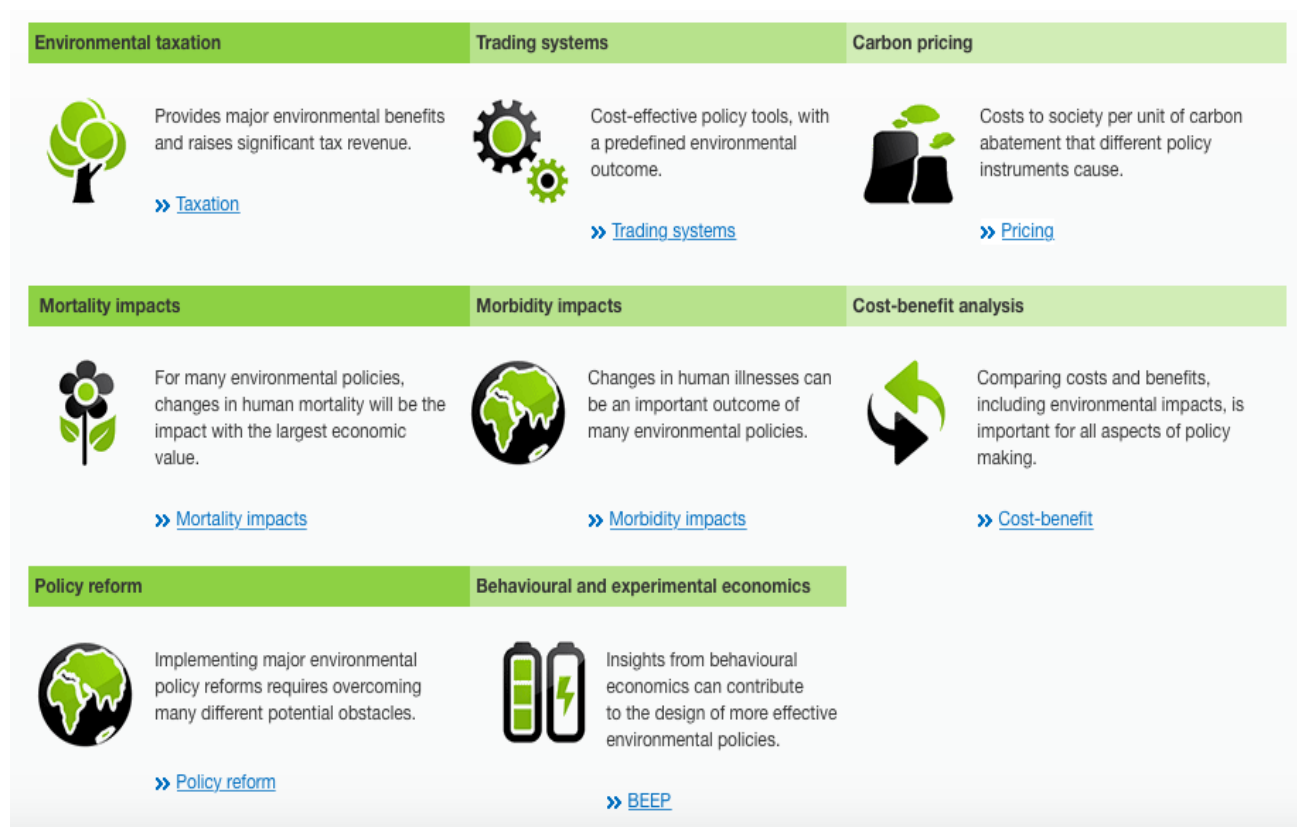 Environmental taxation
Provides major environmental benefits
and raises significant tax revenue.
» Taxation
Trading systems
Cost-effective policy tools, with
a predefined environmental
outcome.
» Trading systems
Carbon pricing
Costs to society per unit of carbon
abatement that different policy
instruments cause.
» Pricing
Mortality impacts
For many environmental policies,
changes in human mortality will be the
impact with the largest economic
value.
» Mortality impacts
Morbidity impacts
Changes in human illnesses can
be an important outcome of
many environmental policies.
» Morbidity impacts
Cost-benefit analysis
Comparing costs and benefits,
including environmental impacts, is
important for all aspects of policy
making.
» Cost-benefit
Policy reform
Implementing major environmental
policy reforms requires overcoming
many different potential obstacles.
» Policy reform
Behavioural and experimental economics
Insights from behavioural
economics can contribute
to the design of more effective
environmental policies.
» BEEP